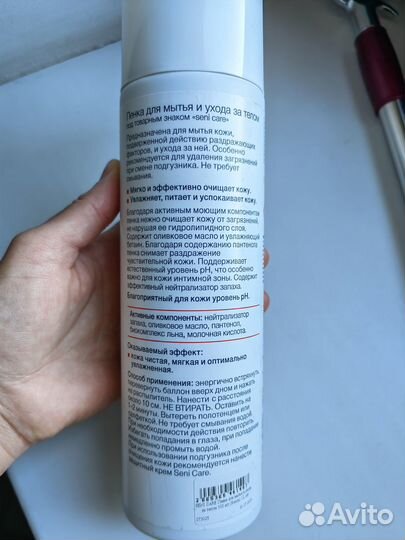 Пенка для мытья и ухода за телом
под товарным знаком «seni care»
Предназначена для мытья кожи,
подверженной действию раздражающих
факторов, и ухода за ней. Особенно
рекомендуется для удаления загрязнений
при смене подгузника. Не требует
смывания.
Мягко и эффективно очищает кожу.
Увлажняет, питает и успокаивает кожу.
Благодаря активным моющим компонентам
пенка нежно очищает кожу от загрязнений,
не нарушая ее гидролипидного слоя.
Содержит оливковое масло и увлажняющий
бетаин. Благодаря содержанию пантенола
пенка снимает раздражение
чувствительной кожи. Поддерживает
естественный уровень pH, что особенно
важно для кожи интимной зоны. Содержит
эффективный нейтрализатор запаха.
Благоприятный для кожи уровень pH.
Активные компоненты: нейтрализатор
запаха, оливковое масло, пантенол,
биокомплекс льна, молочная кислота.
Оказываемый эффект:
кожа чистая, мягкая и оптимально
увлажненная.
Способ применения: энергично встряхнуть,
перевернуть баллон вверх дном и нажать
на распылитель. Нанести с расстояния
около 10 см. НЕ ВТИРАТЬ. Оставить на
1-2 минуты. Вытереть полотенцем или
салфеткой. Не требует смывания водой.
При необходимости действия повторить.
Избегать попадания в глаза, при попадании
немедленно промыть водой.
При использовании подгузника после
очищения кожи рекомендуется нанести
защитный крем Seni Care.
Avito